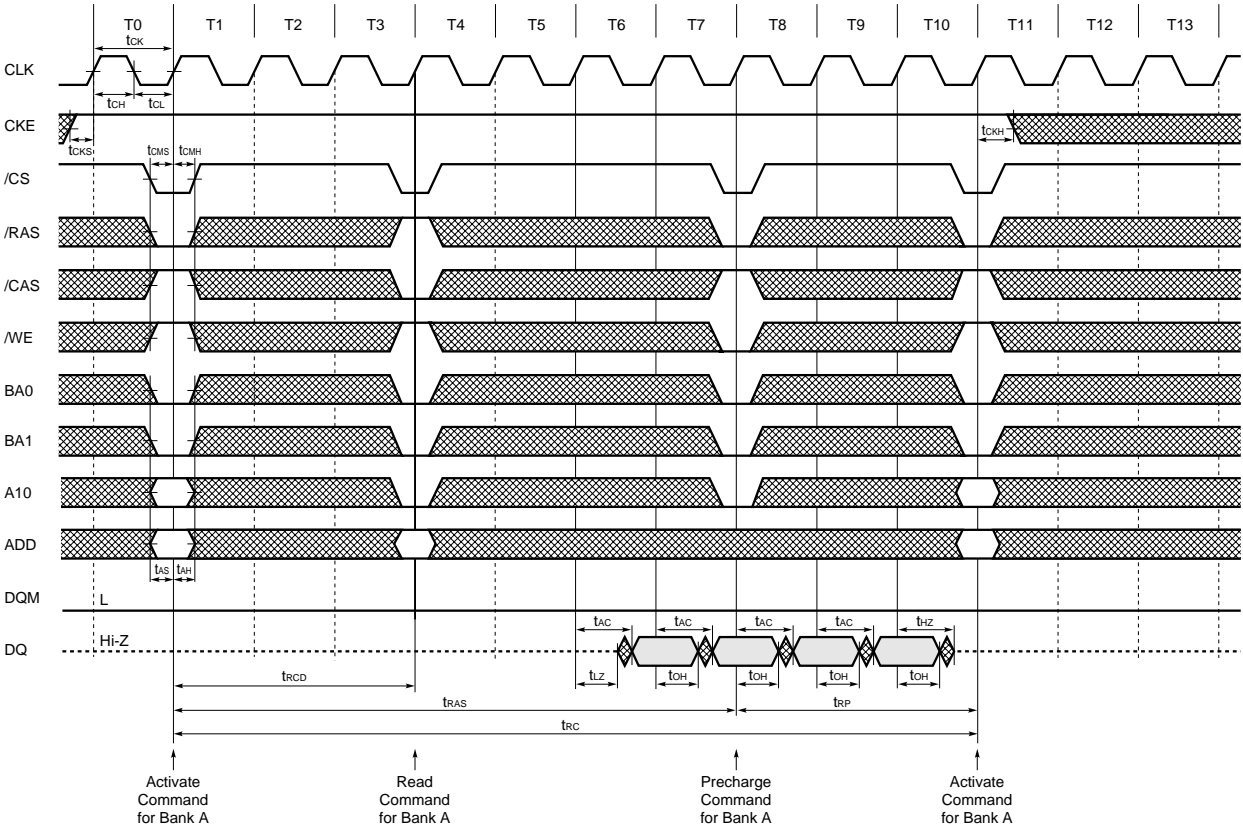 T0 T1 T2 T3 T4 T5 T6 T7 T8 T9 T10 T11 T12 T13
tCK
CLK
tCH tCL
CKE
tCKS tCMS tCMH tCKH
/CS
/RAS
/CAS
/WE
BA0
BA1
A10
ADD
tAS tAH
DQM L
DQ Hi-Z
tAC tAC tAC tAC tHZ
tLZ tOH tOH tOH tOH
tRCD
tRAS tRP
tRC
Activate
Command
for Bank A
Read
Command
for Bank A
Precharge
Command
for Bank A
Activate
Command
for Bank A